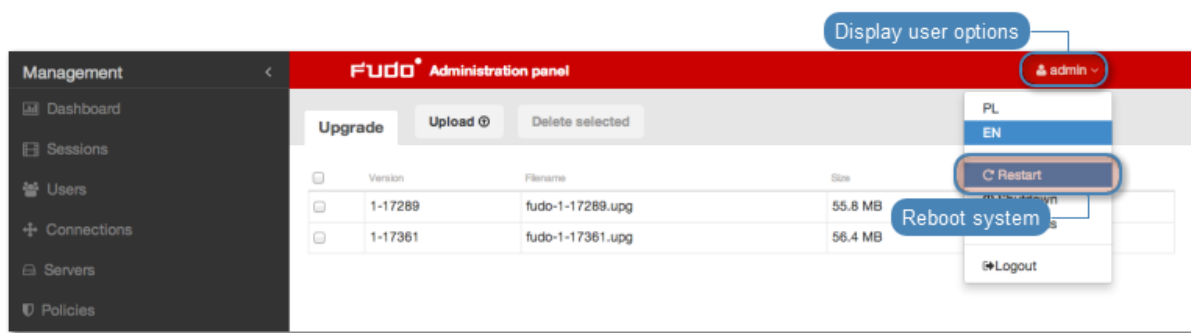 Display user options
Management <
FUDO Administration panel
admin
Dashboard
Sessions
Users
Connections
Servers
Policies
Upgrade
Upload
Delete selected
PL
EN
Restart
Reboot system
Logout
Version Filename Size
1-17289 fudo-1-17289.upg 55.8 MB
1-17361 fudo-1-17361.upg 56.4 MB